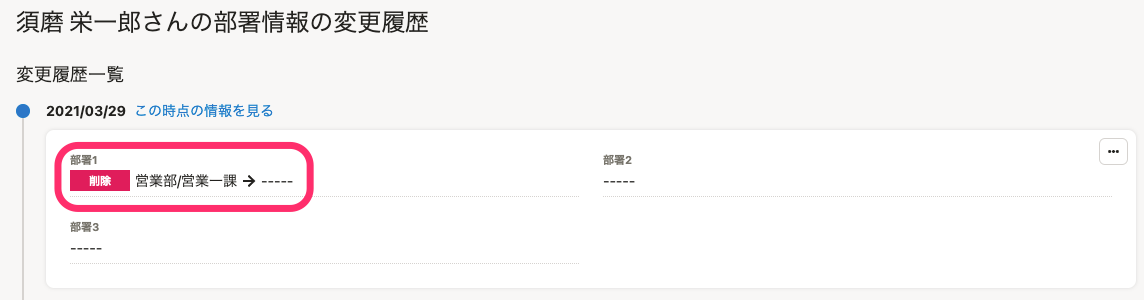 須磨 栄一郎さんの部署情報の変更履歴
変更履歴一覧
2021/03/29 この時点の情報を見る
部署1
削除 営業部/営業一課 → -----
部署2
-----
部署3
-----